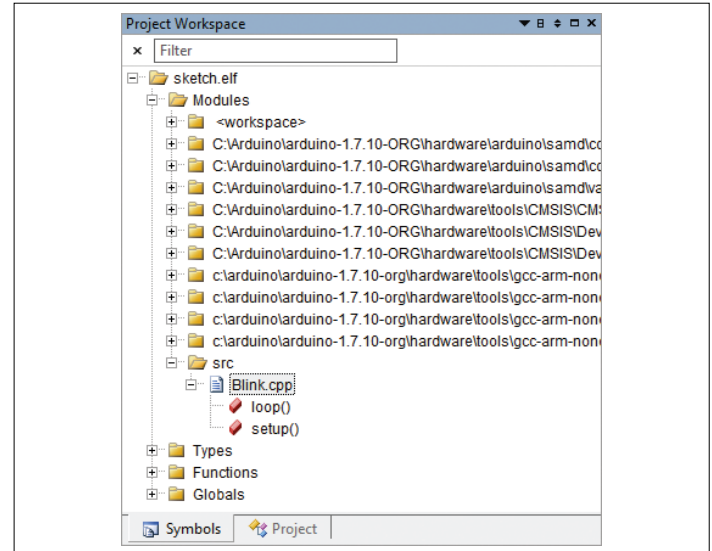 Project Workspace
Filter
sketch.elf
Modules
<workspace>
C:\Arduino\arduino-1.7.10-ORG\hardware\arduino\samd\co
C:\Arduino\arduino-1.7.10-ORG\hardware\arduino\samd\co
C:\Arduino\arduino-1.7.10-ORG\hardware\arduino\samd\va
C:\Arduino\arduino-1.7.10-ORG\hardware\tools\CMSIS\CMS
C:\Arduino\arduino-1.7.10-ORG\hardware\tools\CMSIS\Dev
C:\Arduino\arduino-1.7.10-ORG\hardware\tools\CMSIS\Dev
c:\arduino\arduino-1.7.10-org\hardware\tools\gcc-arm-none
c:\arduino\arduino-1.7.10-org\hardware\tools\gcc-arm-none
c:\arduino\arduino-1.7.10-org\hardware\tools\gcc-arm-none
c:\arduino\arduino-1.7.10-org\hardware\tools\gcc-arm-none
src
Blink.cpp
loop()
setup()
Types
Functions
Globals
Symbols Project